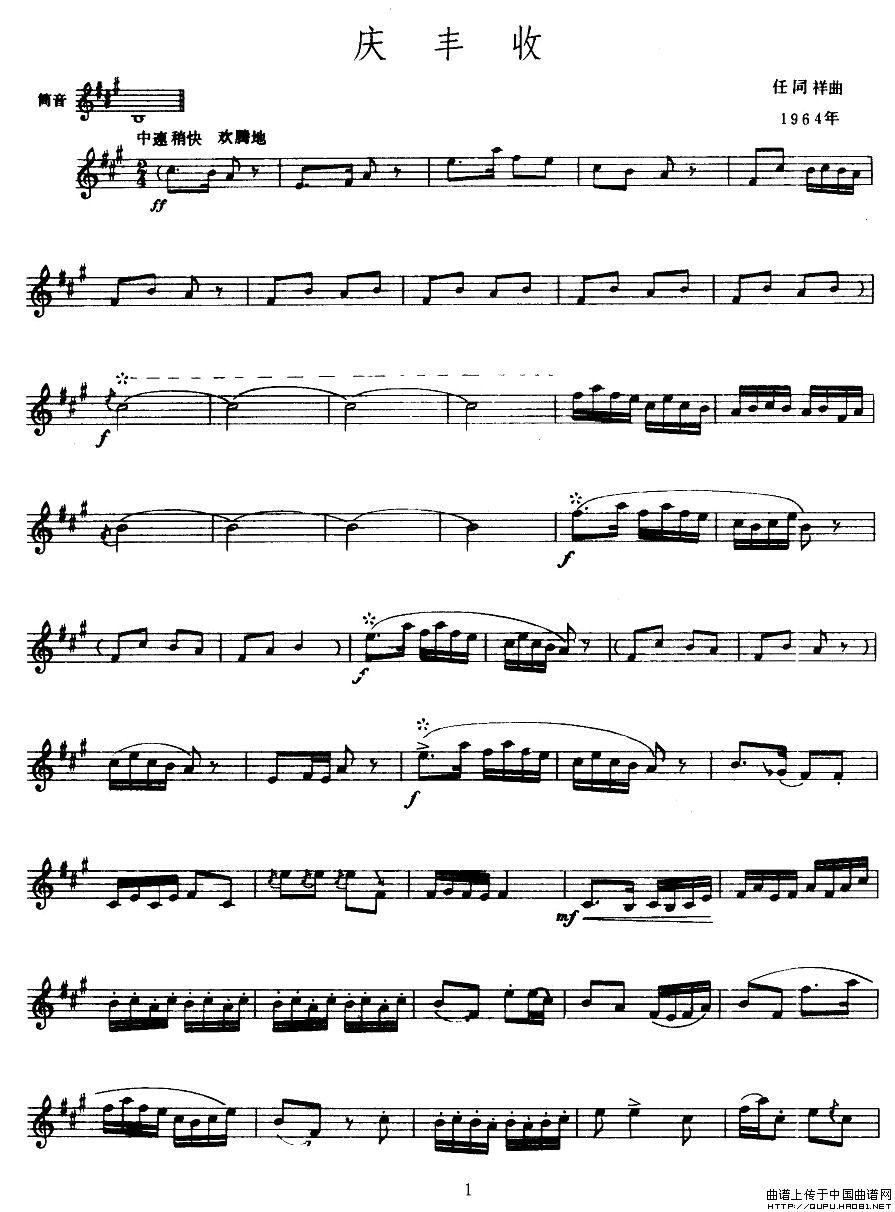 庆 丰 收
筒音
任同祥曲
1964年
中速稍快 欢腾地
ff
f
f
f
f
mf
1
曲谱上传于中国曲谱网
HTTP://QUPU.HAO81.NET